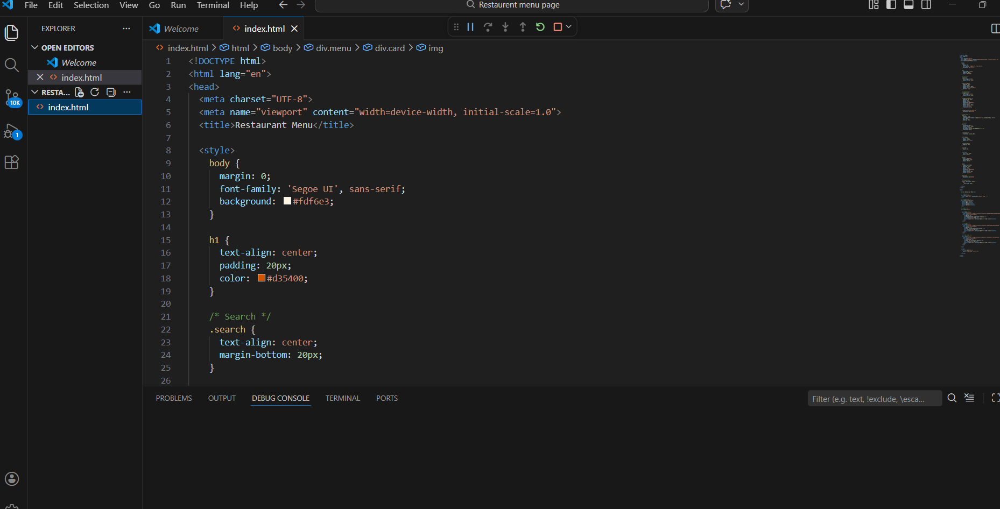 File Edit Selection View Go Run Terminal Help
Restaurent menu page
EXPLORER
OPEN EDITORS
Welcome
index.html
RESTA...
index.html
10K
1
Welcome
index.html
index.html > html > body > div.menu > div.card > img
1 <!DOCTYPE html>
2 <html lang="en">
3 <head>
4 <meta charset="UTF-8">
5 <meta name="viewport" content="width=device-width, initial-scale=1.0">
6 <title>Restaurant Menu</title>
7
8 <style>
9 body {
10 margin: 0;
11 font-family: 'Segoe UI', sans-serif;
12 background: #fdf6e3;
13 }
14
15 h1 {
16 text-align: center;
17 padding: 20px;
18 color: #d35400;
19 }
20
21 /* Search */
22 .search {
23 text-align: center;
24 margin-bottom: 20px;
25 }
26
PROBLEMS OUTPUT DEBUG CONSOLE TERMINAL PORTS
Filter (e.g. text, !exclude, \esca...